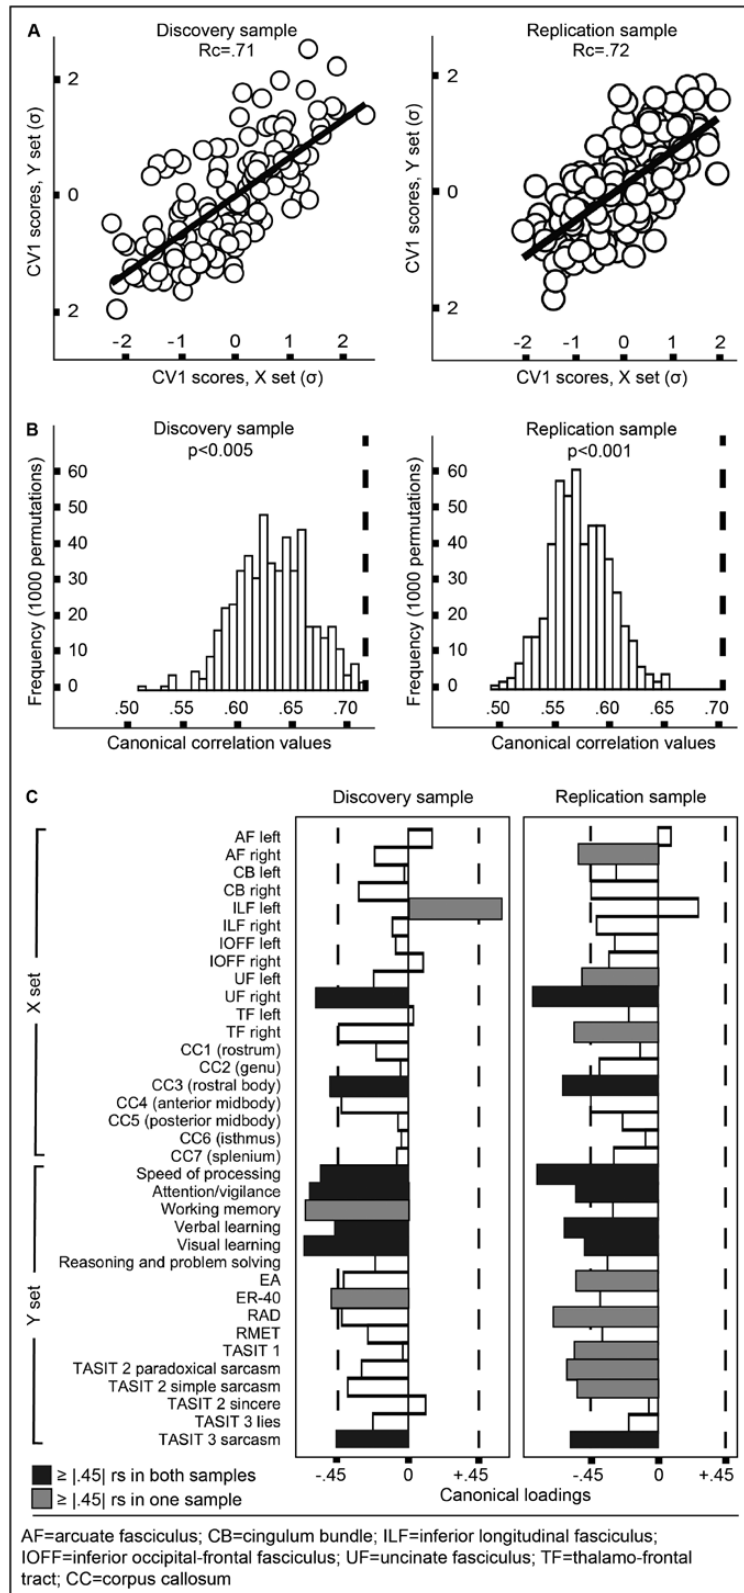 A
Discovery sample
Rc=.71
Replication sample
Rc=.72
CV1 scores, Y set (σ)
2
0
2
-2 -1 0 1 2
CV1 scores, X set (σ)
CV1 scores, Y set (σ)
2
0
2
-2 -1 0 1 2
CV1 scores, X set (σ)
B
Discovery sample
p<0.005
Replication sample
p<0.001
Frequency (1000 permutations)
60
50
40
30
20
10
0
.50 .60 .65 .70
Canonical correlation values
Frequency (1000 permutations)
60
50
40
30
20
10
0
.50 .55 .60 .65 .70
Canonical correlation values
C
Discovery sample
Replication sample
X set
AF left
AF right
CB left
CB right
ILF left
ILF right
IOFF left
IOFF right
UF left
UF right
TF left
TF right
CC1 (rostrum)
CC2 (genu)
CC3 (rostral body)
CC4 (anterior midbody)
CC5 (posterior midbody)
CC6 (isthmus)
CC7 (splenium)
Y set
Speed of processing
Attention/vigilance
Working memory
Verbal learning
Visual learning
Reasoning and problem solving
EA
ER-40
RAD
RMET
TASIT 1
TASIT 2 paradoxical sarcasm
TASIT 2 simple sarcasm
TASIT 2 sincere
TASIT 3 lies
TASIT 3 sarcasm
-.45 0 +.45
-.45 0 +.45
Canonical loadings
≥ |.45| rs in both samples
≥ |.45| rs in one sample
AF=arcuate fasciculus; CB=cingulum bundle; ILF=inferior longitudinal fasciculus;
IOFF=inferior occipital-frontal fasciculus; UF=uncinate fasciculus; TF=thalamo-frontal
tract; CC=corpus callosum